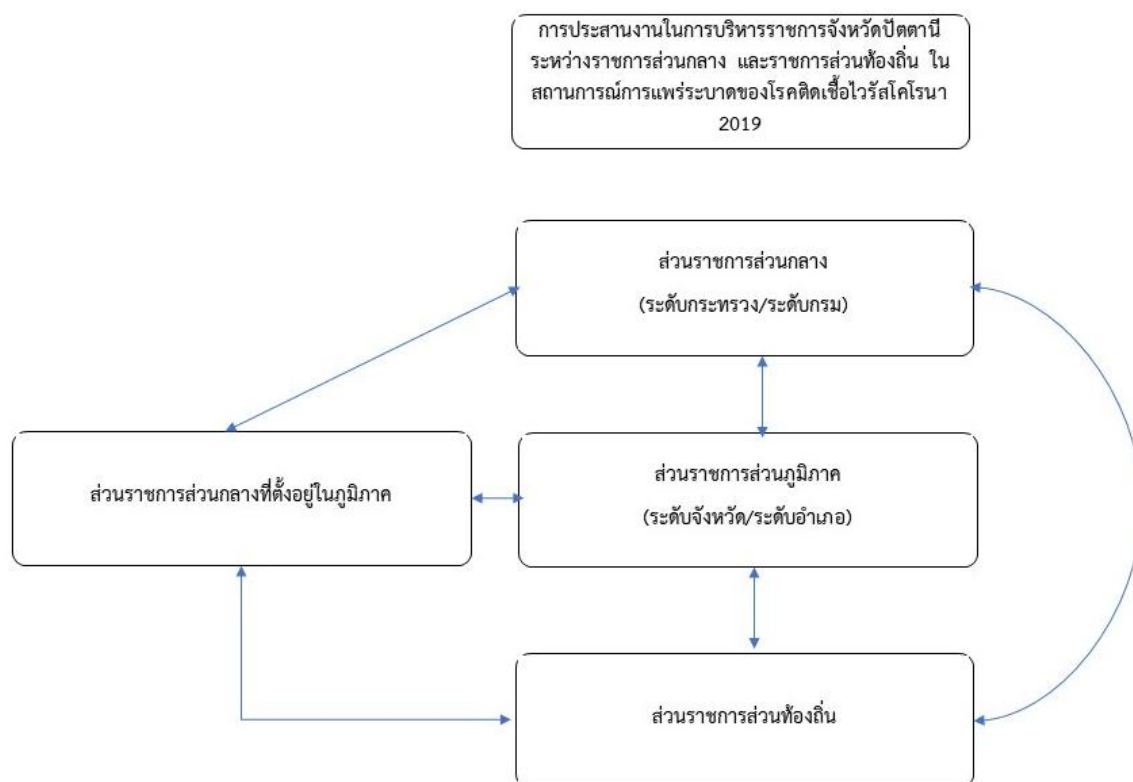 การประสานงานในการบริหารราชการจังหวัดปัตตานี
ระหว่างราชการส่วนกลาง และราชการส่วนท้องถิ่น ใน
สถานการณ์การแพร่ระบาดของโรคติดเชื้อไวรัสโคโรนา
2019
ส่วนราชการส่วนกลาง
(ระดับกระทรวง/ระดับกรม)
ส่วนราชการส่วนกลางที่ตั้งอยู่ในภูมิภาค
ส่วนราชการส่วนภูมิภาค
(ระดับจังหวัด/ระดับอำเภอ)
ส่วนราชการส่วนท้องถิ่น